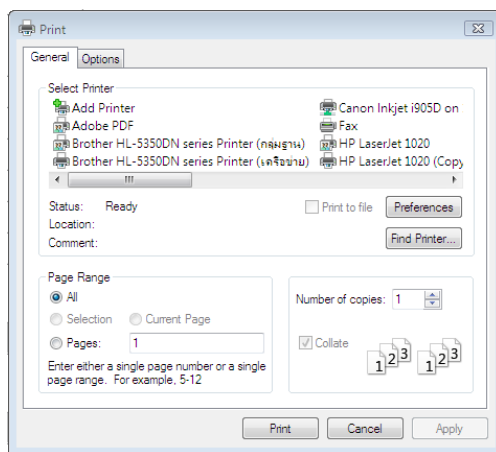 Print
General
Options
Select Printer
Add Printer
Adobe PDF
Brother HL-5350DN series Printer (กลุ่มฐาน)
Brother HL-5350DN series Printer (เครือข่าย)
Canon Inkjet i905D on
Fax
HP LaserJet 1020
HP LaserJet 1020 (Copy
Status: Ready
Location:
Comment:
Print to file
Preferences
Find Printer...
Page Range
All
Selection
Current Page
Pages: 1
Enter either a single page number or a single
page range. For example, 5-12
Number of copies: 1
Collate
1 2 3 1 2 3
Print
Cancel
Apply